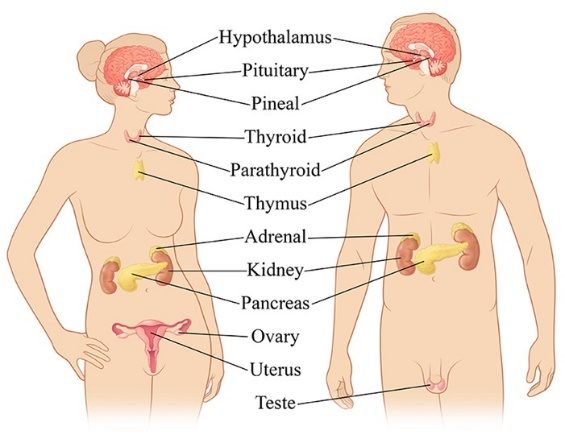 Hypothalamus
Pituitary
Pineal
Thyroid
Parathyroid
Thymus
Adrenal
Kidney
Pancreas
Ovary
Uterus
Teste